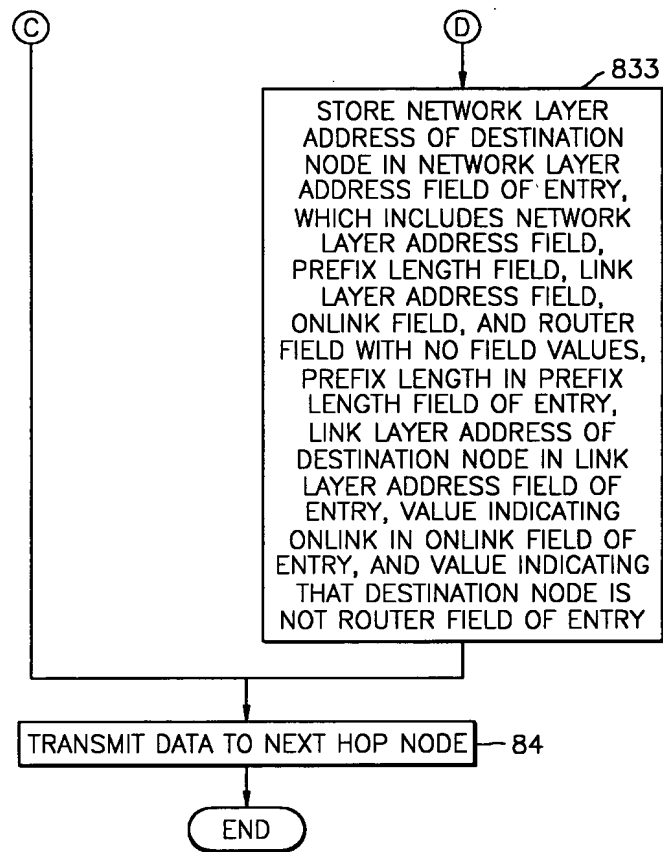 C
D
833
STORE NETWORK LAYER
ADDRESS OF DESTINATION
NODE IN NETWORK LAYER
ADDRESS FIELD OF ENTRY,
WHICH INCLUDES NETWORK
LAYER ADDRESS FIELD,
PREFIX LENGTH FIELD, LINK
LAYER ADDRESS FIELD,
ONLINK FIELD, AND ROUTER
FIELD WITH NO FIELD VALUES,
PREFIX LENGTH IN PREFIX
LENGTH FIELD OF ENTRY,
LINK LAYER ADDRESS OF
DESTINATION NODE IN LINK
LAYER ADDRESS FIELD OF
ENTRY, VALUE INDICATING
ONLINK IN ONLINK FIELD OF
ENTRY, AND VALUE INDICATING
THAT DESTINATION NODE IS
NOT ROUTER FIELD OF ENTRY
TRANSMIT DATA TO NEXT HOP NODE
84
END